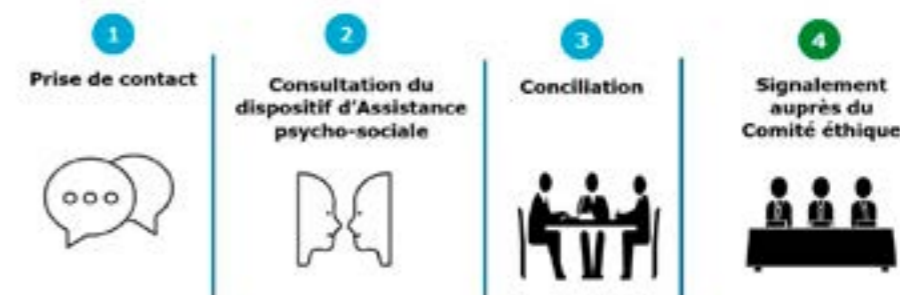 1
Prise de contact
2
Consultation du
dispositif d'Assistance
psycho-sociale
3
Conciliation
4
Signalement
auprès du
Comité éthique